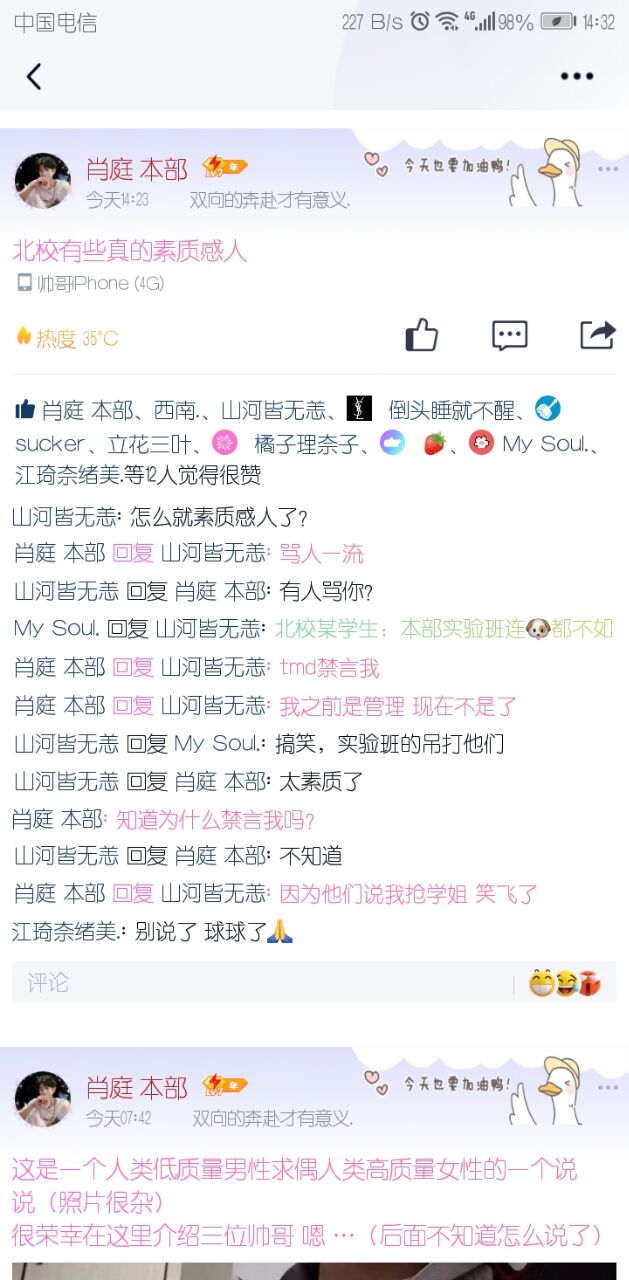 中国电信 227 B/s 4G 98% 14:32
肖庭 本部 LV7 年 今天也要加油鸭!
今天14:23 双向的奔赴才有意义.
北校有些真的素质感人
帅哥iPhone (4G)
热度 35°C
肖庭 本部、西南.、山河皆无恙、 倒头睡就不醒、
sucker、立花三叶、 橘子理奈子、 、 My Soul.、
江琦奈绪美.等12人觉得很赞
山河皆无恙: 怎么就素质感人了?
肖庭 本部 回复 山河皆无恙: 骂人一流
山河皆无恙 回复 肖庭 本部: 有人骂你?
My Soul. 回复 山河皆无恙: 北校某学生：本部实验班连🐶都不如
肖庭 本部 回复 山河皆无恙: tmd禁言我
肖庭 本部 回复 山河皆无恙: 我之前是管理 现在不是了
山河皆无恙 回复 My Soul.: 搞笑，实验班的吊打他们
山河皆无恙 回复 肖庭 本部: 太素质了
肖庭 本部: 知道为什么禁言我吗?
山河皆无恙 回复 肖庭 本部: 不知道
肖庭 本部 回复 山河皆无恙: 因为他们说我抢学姐 笑飞了
江琦奈绪美.: 别说了 球球了🙏
评论
肖庭 本部 LV7 年 今天也要加油鸭!
今天07:42 双向的奔赴才有意义.
这是一个人类低质量男性求偶人类高质量女性的一个说
说（照片很杂）
很荣幸在这里介绍三位帅哥 嗯 …（后面不知道怎么说了）